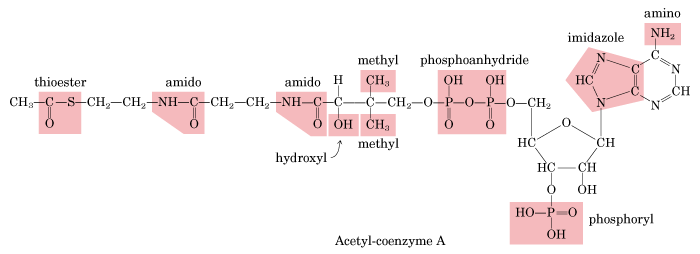 amino
NH₂
imidazole
methyl
phosphoanhydride
N
C
N
thioester
amido
amido
H
CH₃
OH
OH
HC
C
CH
C
CH₃—C—S—CH₂—CH₂—NH—C—CH₂—CH₂—NH—C—C—C—CH₂—O—P—O—P—O—CH₂
N
N
O
O
O
OH
CH₃
O
O
O
hydroxyl
methyl
HC
CH
HC—CH
O
OH
HO—P=O
phosphoryl
OH
Acetyl-coenzyme A